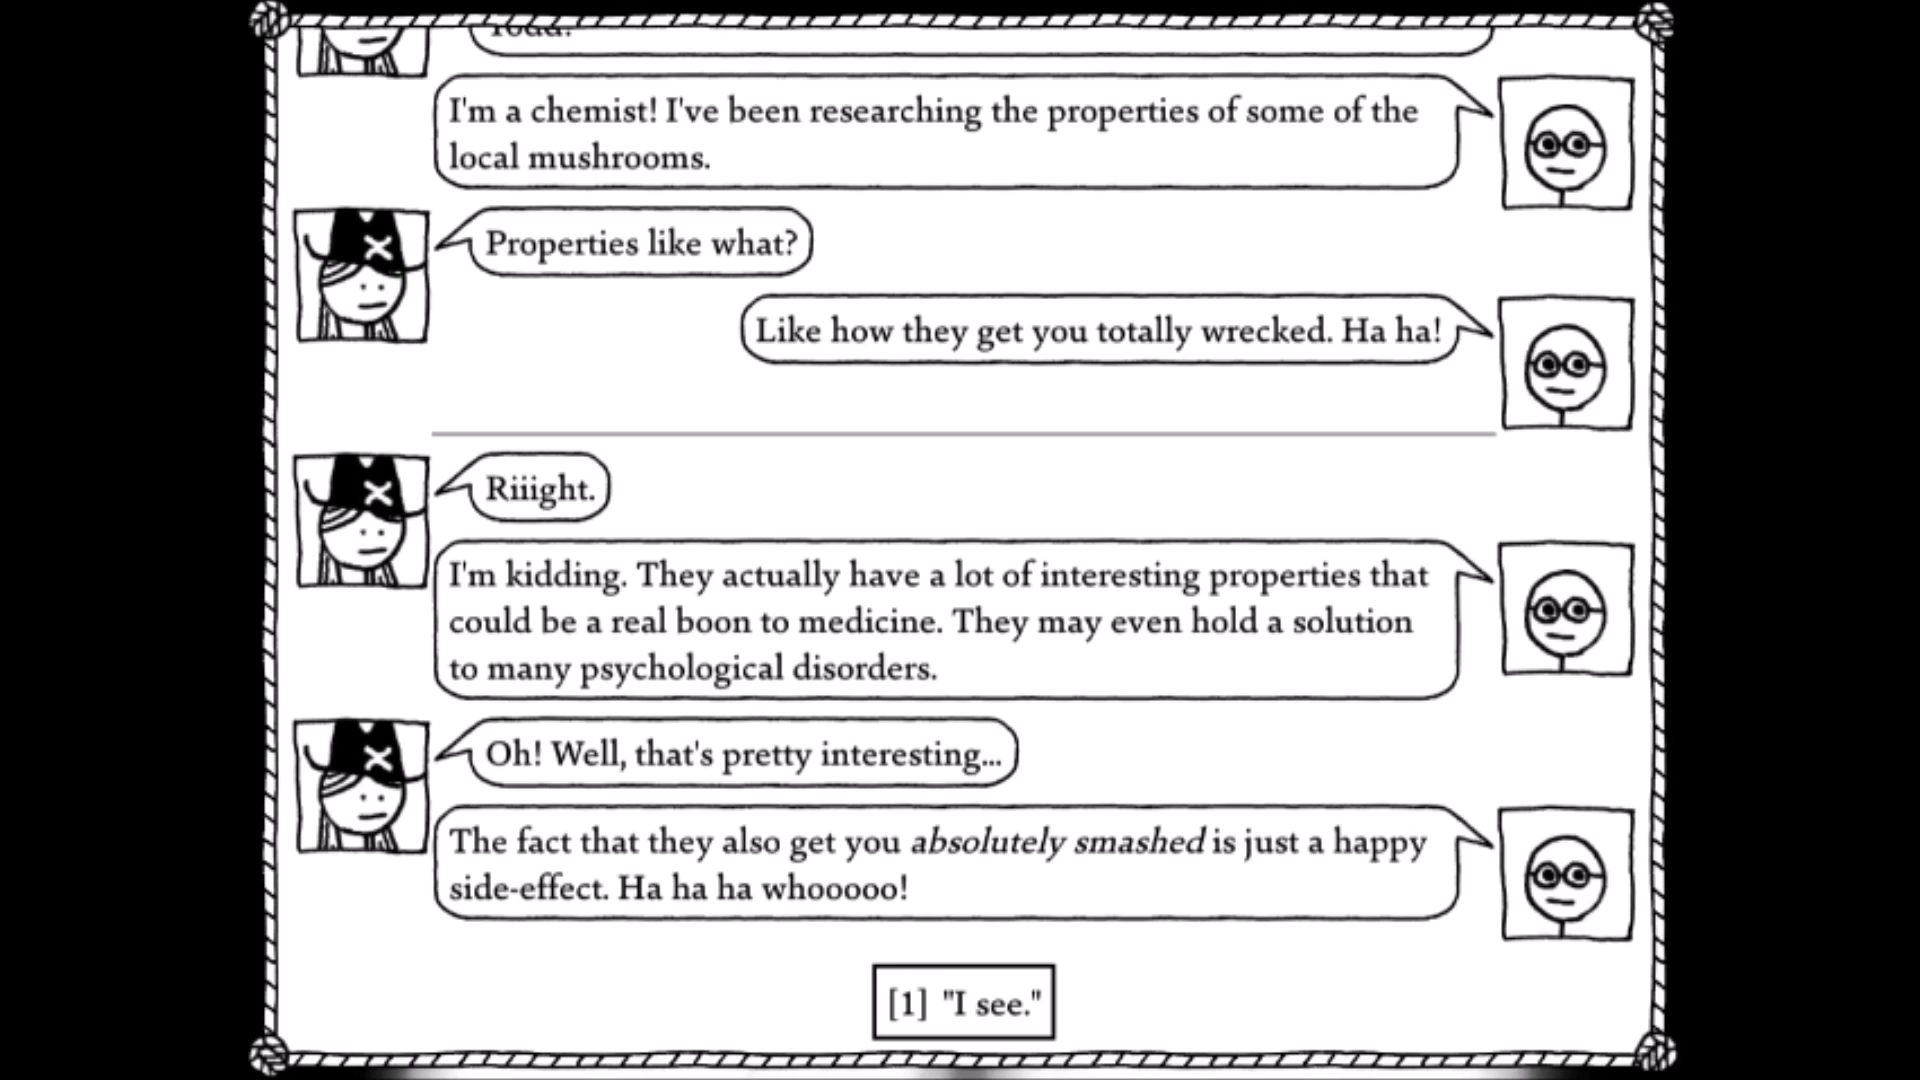 I'm a chemist! I've been researching the properties of some of the
local mushrooms.
Properties like what?
Like how they get you totally wrecked. Ha ha!
Riiight.
I'm kidding. They actually have a lot of interesting properties that
could be a real boon to medicine. They may even hold a solution
to many psychological disorders.
Oh! Well, that's pretty interesting...
The fact that they also get you absolutely smashed is just a happy
side-effect. Ha ha ha whooooo!
[1] "I see."